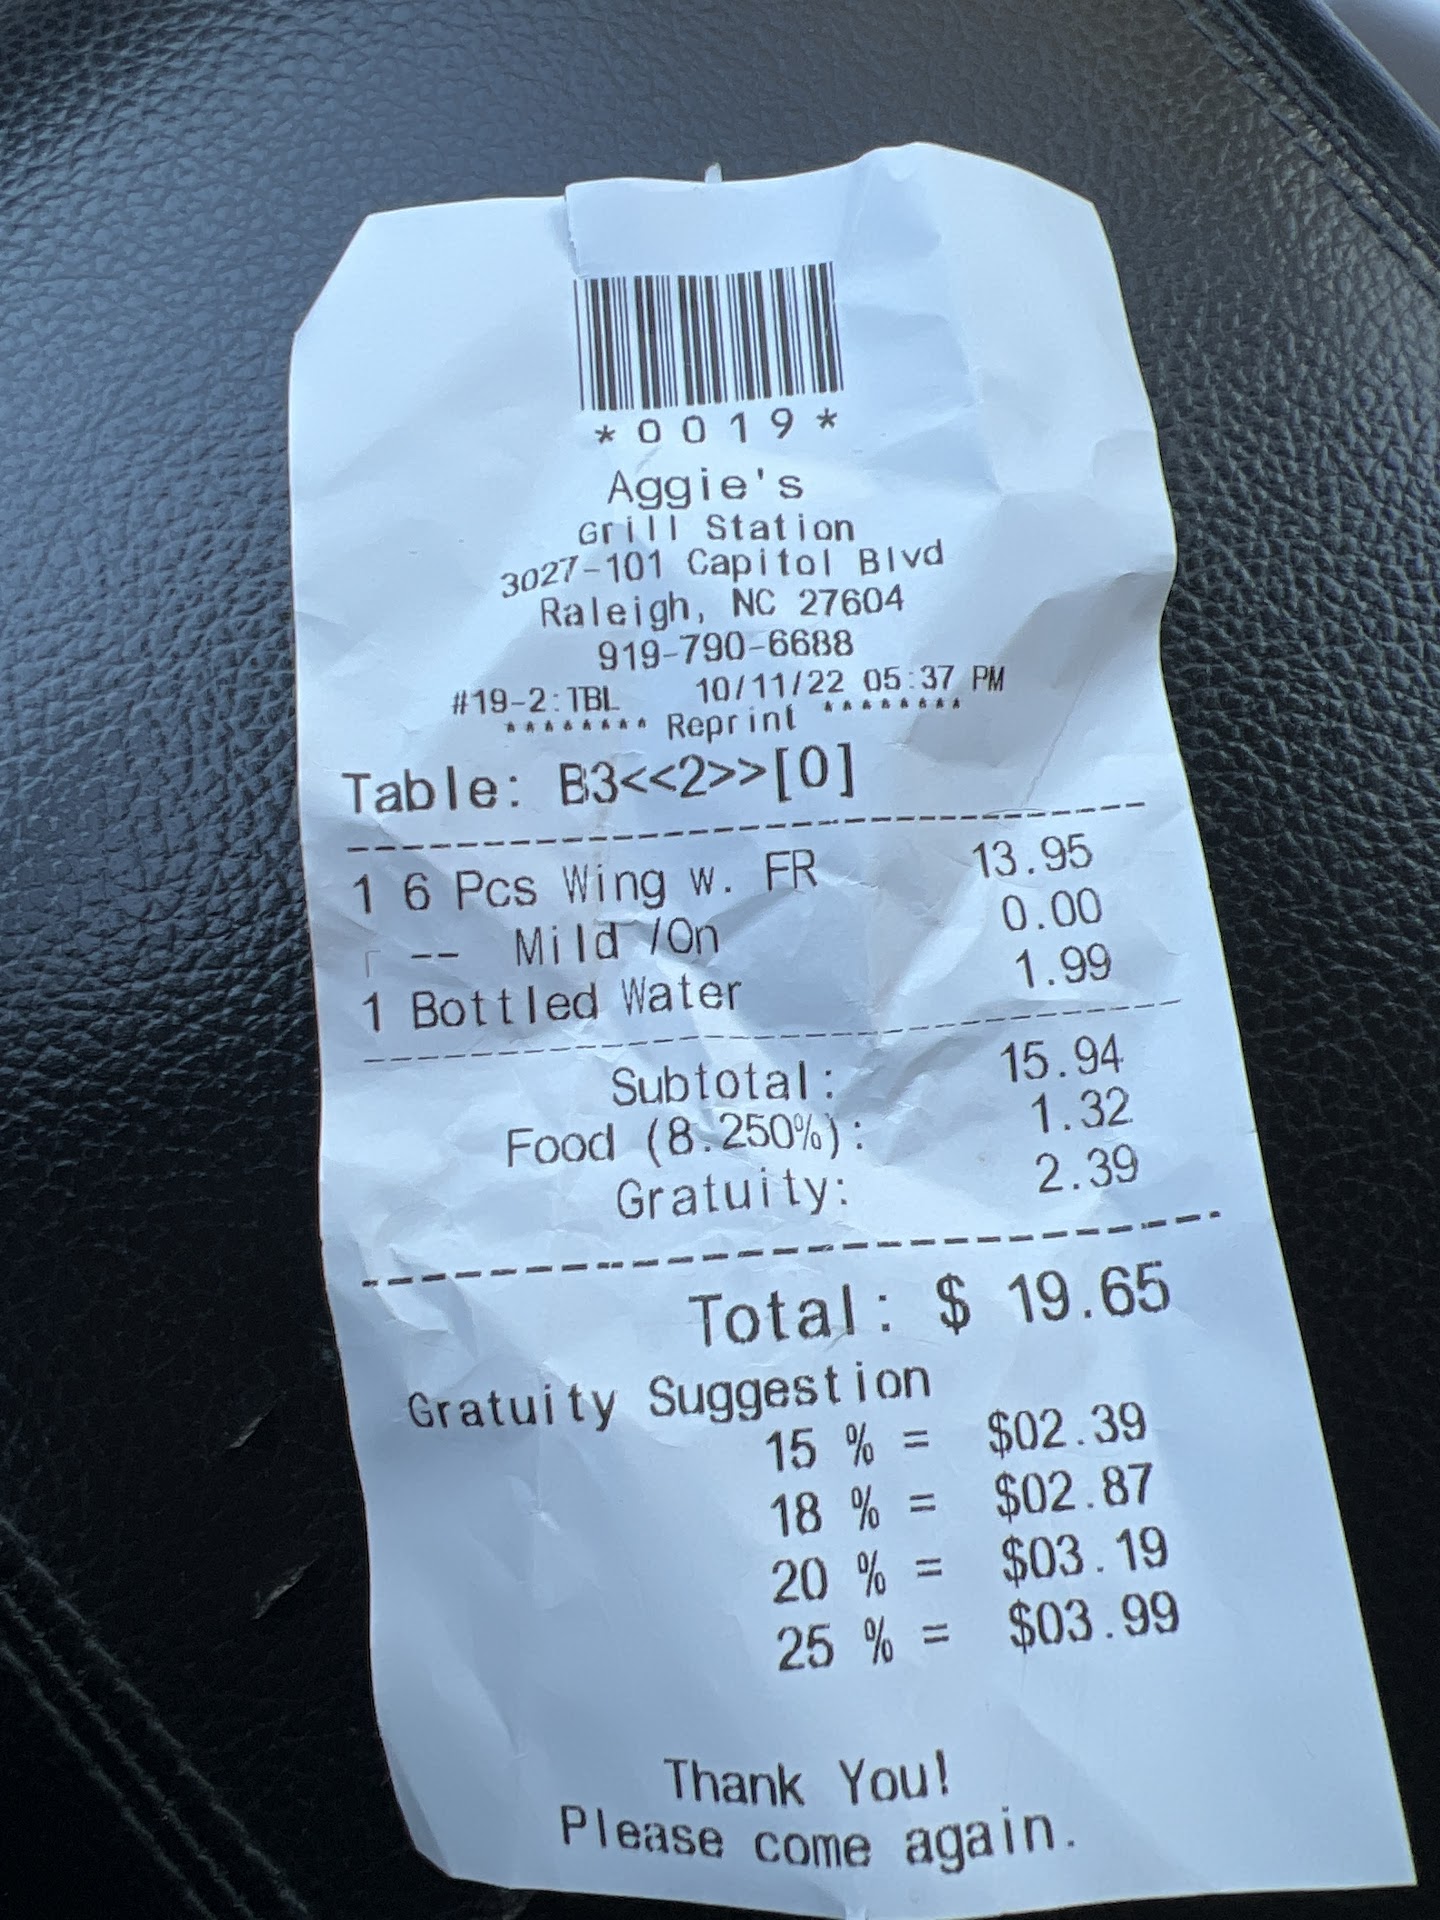 *0019*
Aggie's
Grill Station
3027-101 Capitol Blvd
Raleigh, NC 27604
919-790-6688
#19-2:TBL 10/11/22 05:37 PM
******** Reprint ********
Table: B3<<2>>[0]
1 6 Pcs Wing w. FR 13.95
-- Mild /On 0.00
1 Bottled Water 1.99
Subtotal: 15.94
Food (8.250%): 1.32
Gratuity: 2.39
Total: $ 19.65
Gratuity Suggestion
15 % = $02.39
18 % = $02.87
20 % = $03.19
25 % = $03.99
Thank You!
Please come again.